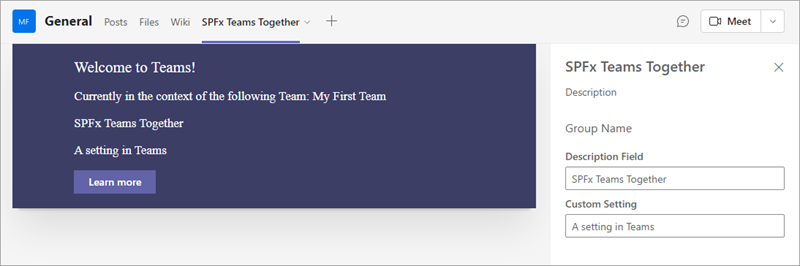 MF General Posts Files Wiki SPFx Teams Together Meet
Welcome to Teams!
Currently in the context of the following Team: My First Team
SPFx Teams Together
A setting in Teams
Learn more
SPFx Teams Together
Description
Group Name
Description Field
SPFx Teams Together
Custom Setting
A setting in Teams